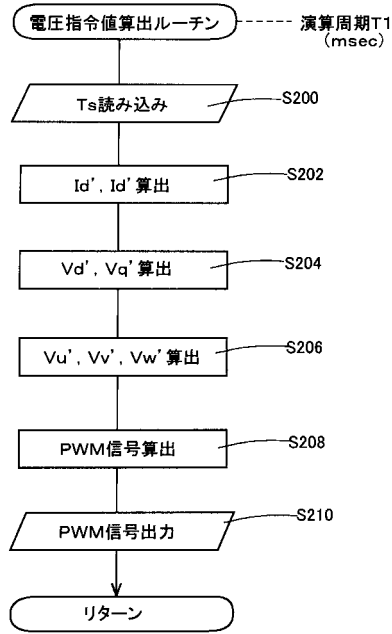 電圧指令値算出ルーチン
演算周期T1
(msec)
Ts読み込み
S200
Id', Id'算出
S202
Vd', Vq'算出
S204
Vu', Vv', Vw'算出
S206
PWM信号算出
S208
PWM信号出力
S210
リターン